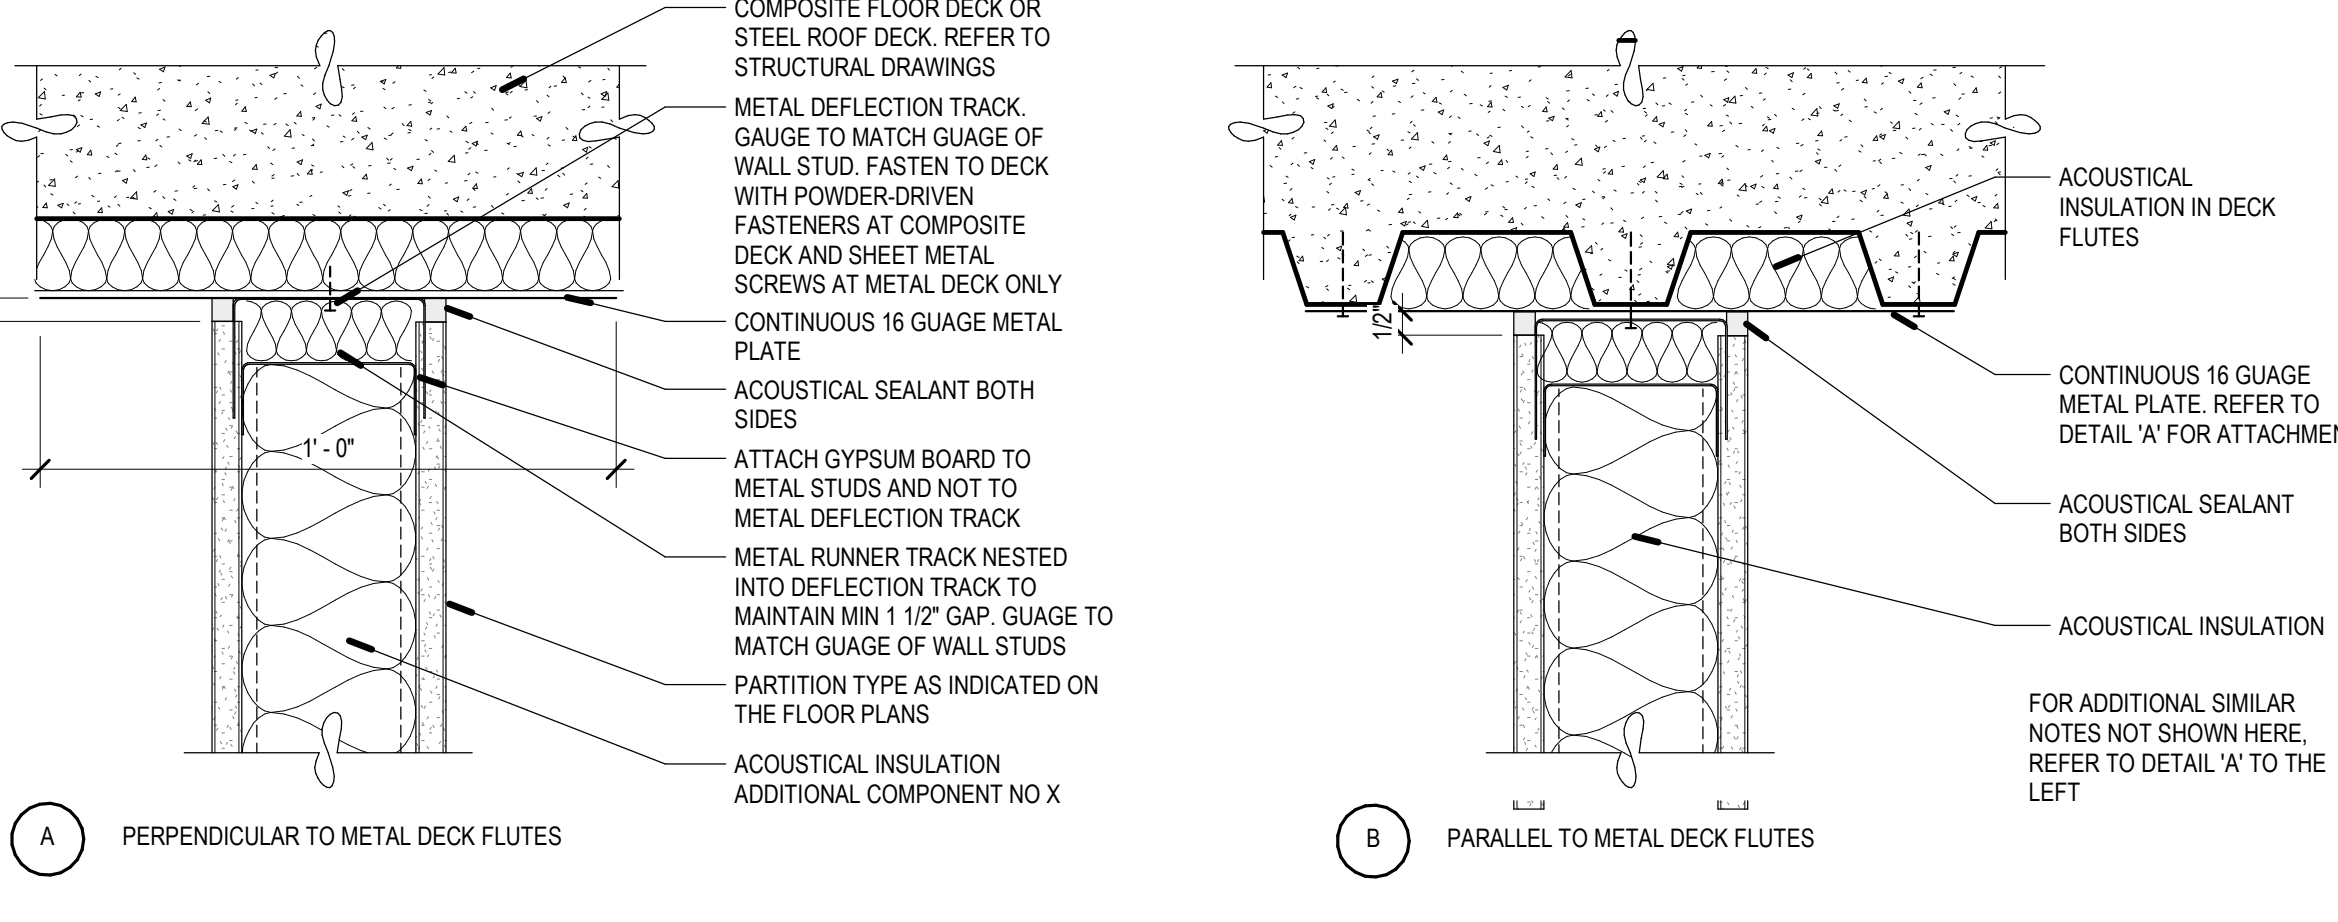 COMPOSITE FLOOR DECK OR
STEEL ROOF DECK. REFER TO
STRUCTURAL DRAWINGS
METAL DEFLECTION TRACK.
GAUGE TO MATCH GUAGE OF
WALL STUD. FASTEN TO DECK
WITH POWDER-DRIVEN
FASTENERS AT COMPOSITE
DECK AND SHEET METAL
SCREWS AT METAL DECK ONLY
CONTINUOUS 16 GUAGE METAL
PLATE
ACOUSTICAL SEALANT BOTH
SIDES
ATTACH GYPSUM BOARD TO
METAL STUDS AND NOT TO
METAL DEFLECTION TRACK
METAL RUNNER TRACK NESTED
INTO DEFLECTION TRACK TO
MAINTAIN MIN 1 1/2" GAP. GUAGE TO
MATCH GUAGE OF WALL STUDS
PARTITION TYPE AS INDICATED ON
THE FLOOR PLANS
ACOUSTICAL INSULATION
ADDITIONAL COMPONENT NO X
1' - 0"
A
PERPENDICULAR TO METAL DECK FLUTES
1/2"
ACOUSTICAL
INSULATION IN DECK
FLUTES
CONTINUOUS 16 GUAGE
METAL PLATE. REFER TO
DETAIL 'A' FOR ATTACHMEN
ACOUSTICAL SEALANT
BOTH SIDES
ACOUSTICAL INSULATION
FOR ADDITIONAL SIMILAR
NOTES NOT SHOWN HERE,
REFER TO DETAIL 'A' TO THE
LEFT
B
PARALLEL TO METAL DECK FLUTES